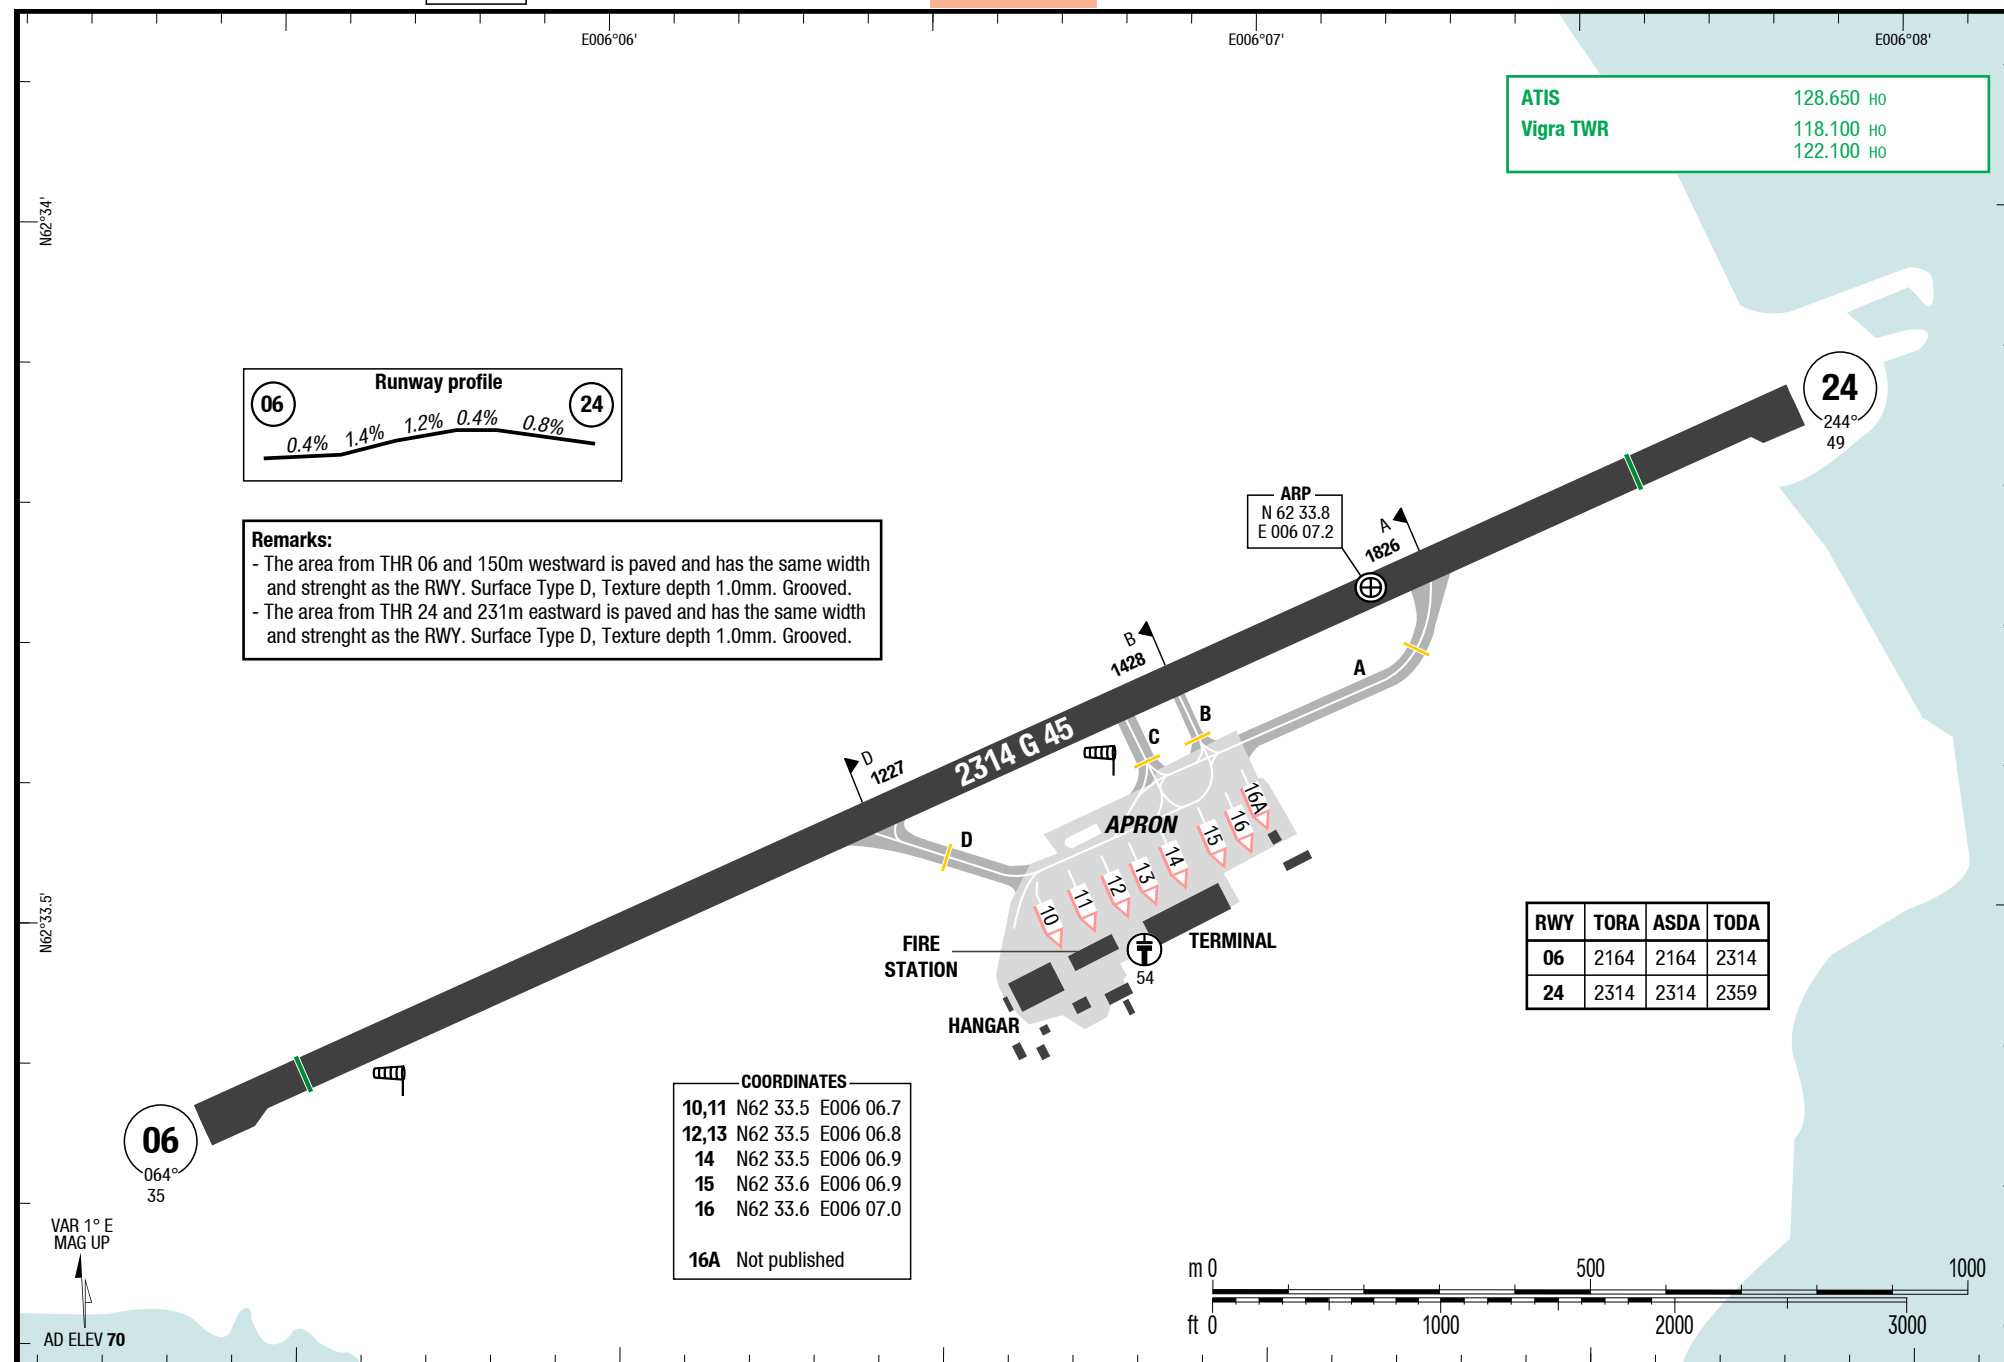 E006°06'
E006°07'
E006°08'
ATIS 128.650 HO
Vigra TWR 118.100 HO
122.100 HO
N62°34'
Runway profile
06
24
0.4% 1.4% 1.2% 0.4% 0.8%
24
244°
49
ARP
N 62 33.8
E 006 07.2
Remarks:
- The area from THR 06 and 150m westward is paved and has the same width
and strenght as the RWY. Surface Type D, Texture depth 1.0mm. Grooved.
- The area from THR 24 and 231m eastward is paved and has the same width
and strenght as the RWY. Surface Type D, Texture depth 1.0mm. Grooved.
A
1826
B
1428
A
B
C
D
1227
2314 G 45
D
APRON
16A
16
15
14
13
12
11
10
N62°33.5'
FIRE
STATION
TERMINAL
54
HANGAR
RWY TORA ASDA TODA
06 2164 2164 2314
24 2314 2314 2359
COORDINATES
10,11 N62 33.5 E006 06.7
12,13 N62 33.5 E006 06.8
14 N62 33.5 E006 06.9
15 N62 33.6 E006 06.9
16 N62 33.6 E006 07.0
16A Not published
06
064°
35
VAR 1° E
MAG UP
AD ELEV 70
m 0 500 1000
ft 0 1000 2000 3000